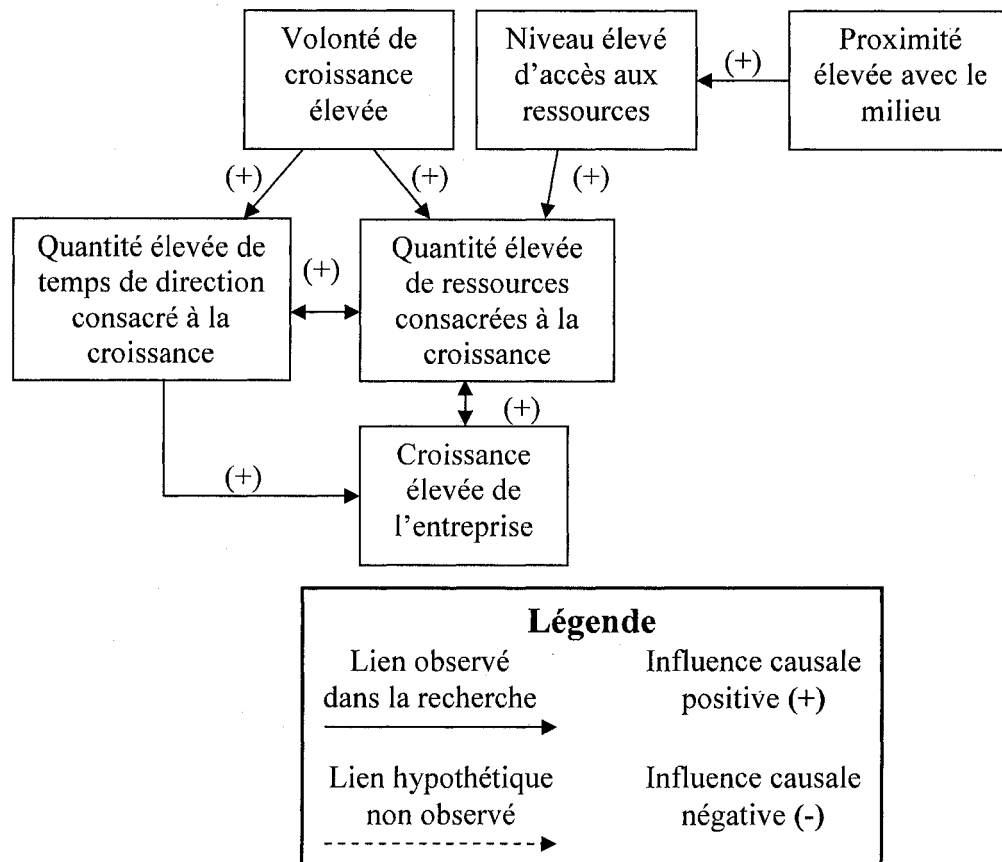 Volonté de
croissance
élevée
Niveau élevé
d'accès aux
ressources
(+)
Proximité
élevée avec le
milieu
(+)
(+)
(+)
Quantité élevée de
temps de direction
consacré à la
croissance
(+)
Quantité élevée
de ressources
consacrées à la
croissance
(+)
(+)
Croissance
élevée de
l'entreprise
Légende
Lien observé
dans la recherche
Influence causale
positive (+)
Lien hypothétique
non observé
Influence causale
négative (-)